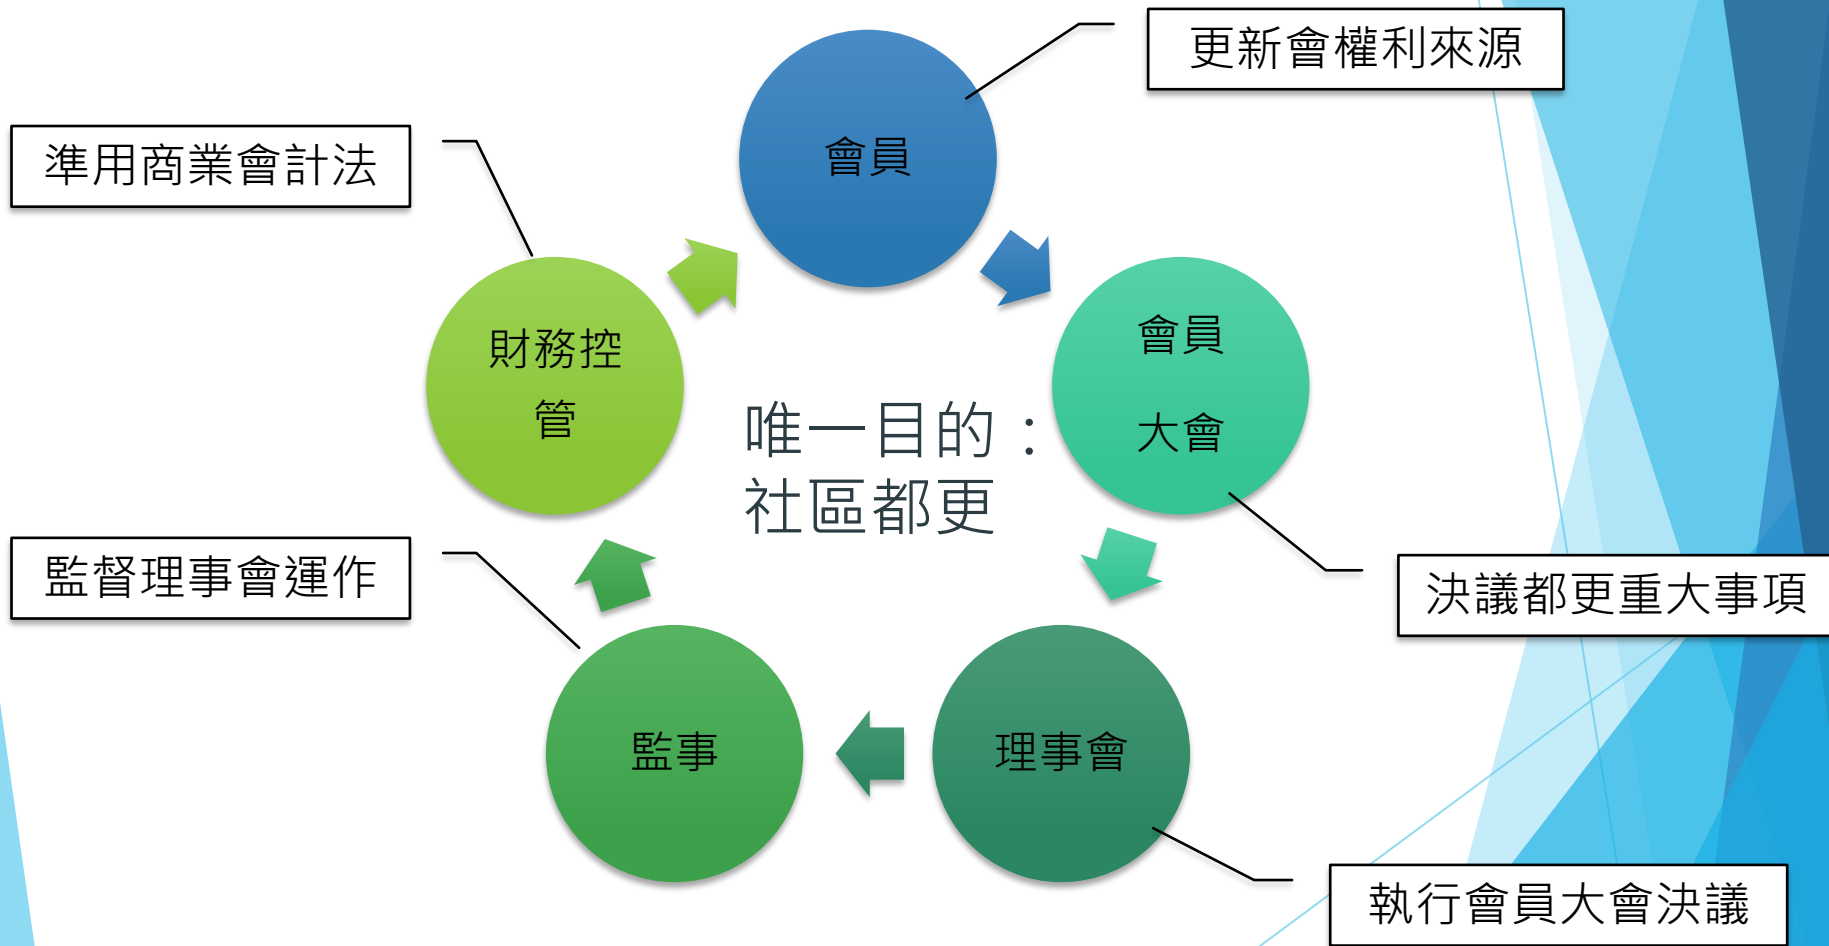 更新會權利來源
會員
準用商業會計法
會員
大會
財務控
管
唯一目的：
社區都更
監督理事會運作
決議都更重大事項
監事
理事會
執行會員大會決議